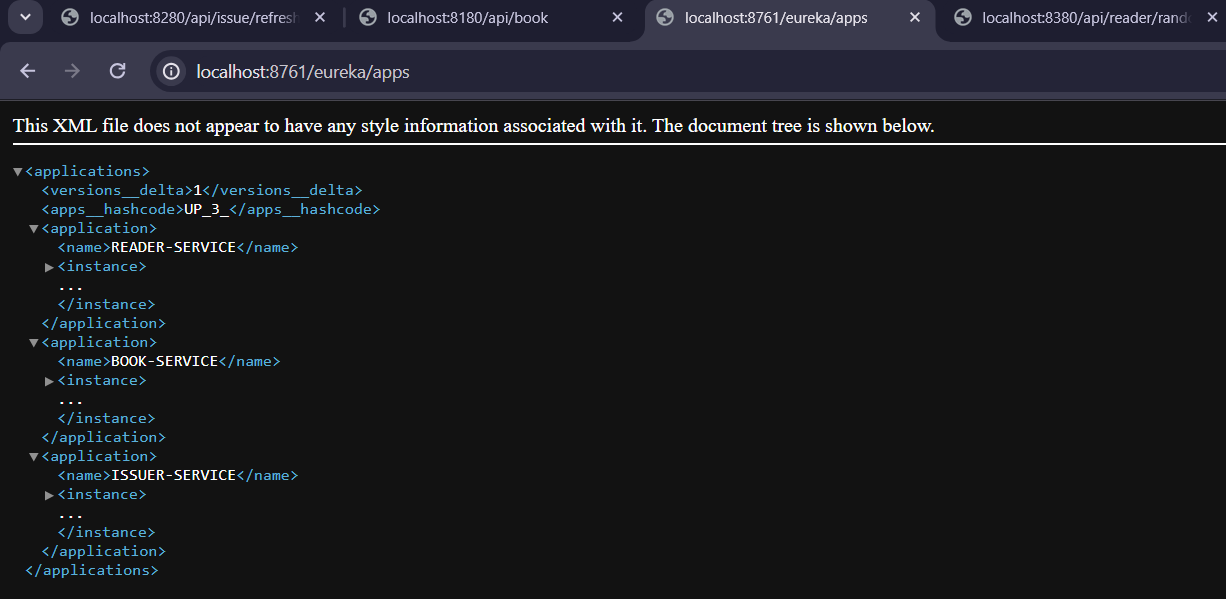 localhost:8280/api/issue/refresh
localhost:8180/api/book
localhost:8761/eureka/apps
localhost:8380/api/reader/rand
localhost:8761/eureka/apps
This XML file does not appear to have any style information associated with it. The document tree is shown below.
<applications>
<versions__delta>1</versions__delta>
<apps__hashcode>UP_3_</apps__hashcode>
<application>
<name>READER-SERVICE</name>
<instance>
...
</instance>
</application>
<application>
<name>BOOK-SERVICE</name>
<instance>
...
</instance>
</application>
<application>
<name>ISSUER-SERVICE</name>
<instance>
...
</instance>
</application>
</applications>